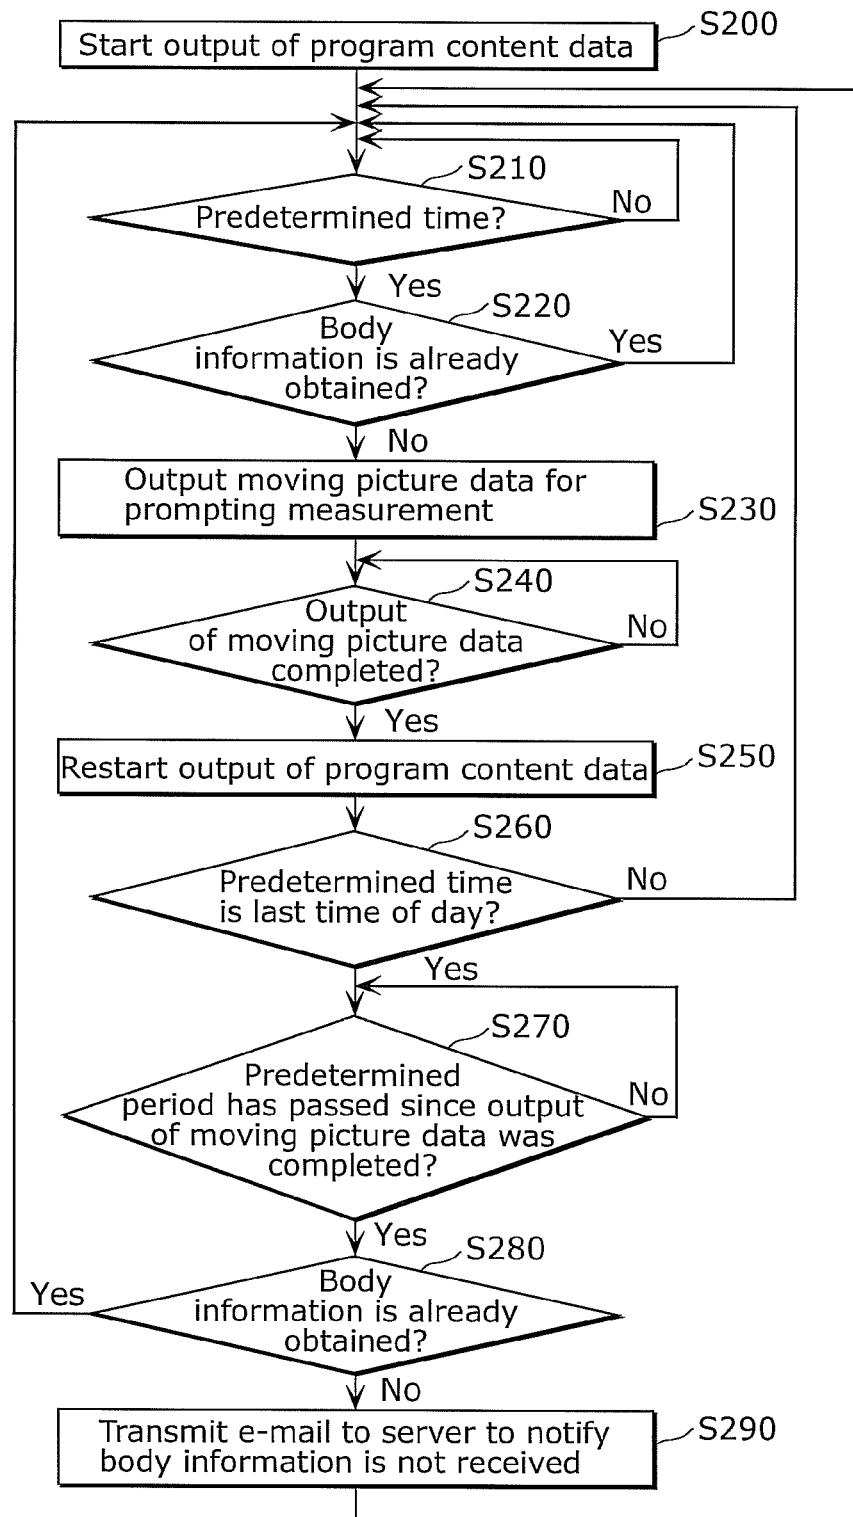 Start output of program content data
S200
S210
Predetermined time?
No
Yes
S220
Body
information is already
obtained?
Yes
No
Output moving picture data for
prompting measurement
S230
S240
Output
of moving picture data
completed?
No
Yes
Restart output of program content data
S250
S260
Predetermined time
is last time of day?
No
Yes
S270
Predetermined
period has passed since output
of moving picture data was
completed?
No
Yes
S280
Body
information is already
obtained?
Yes
No
Transmit e-mail to server to notify
body information is not received
S290